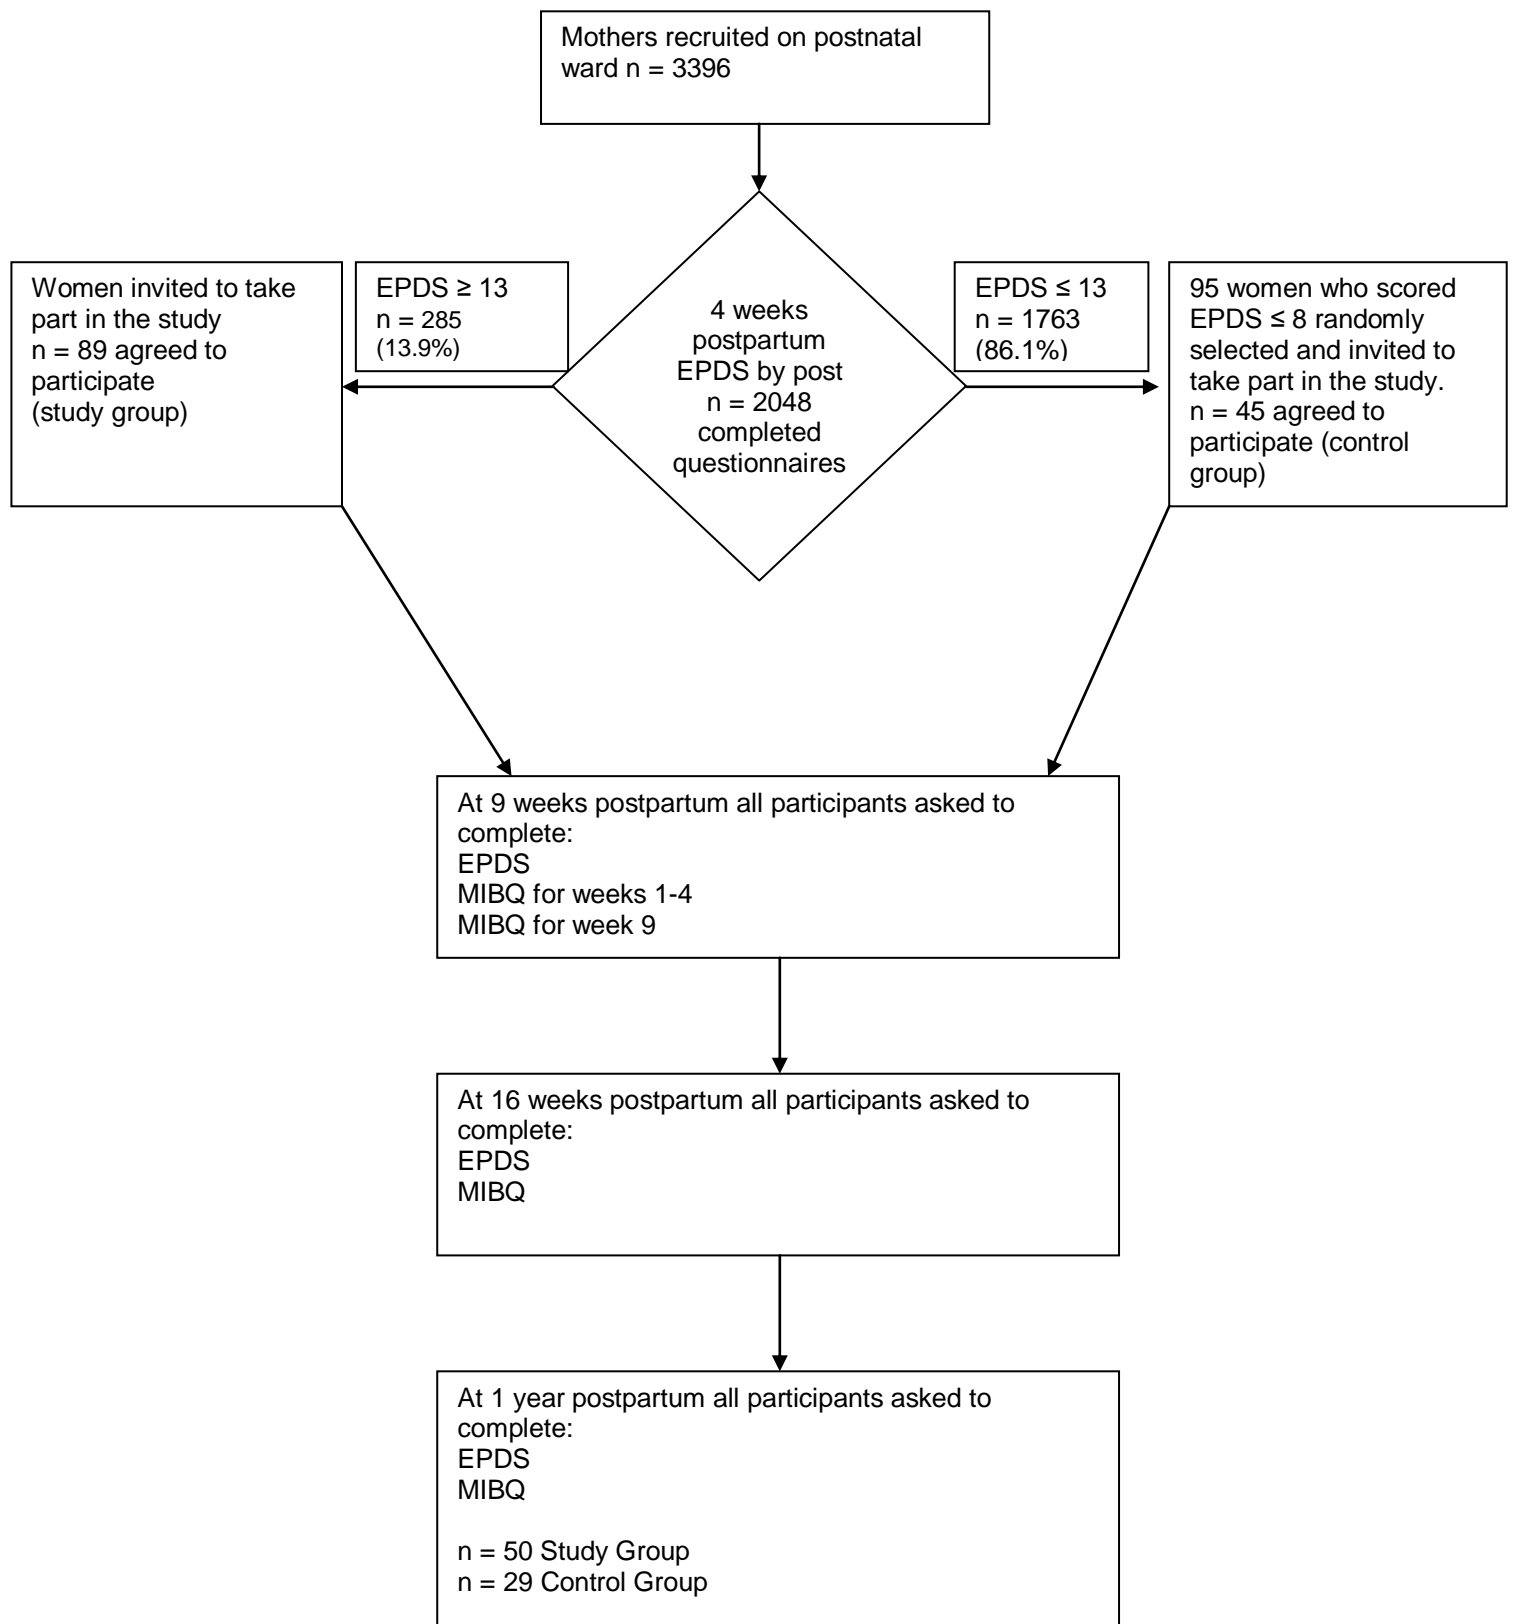 Mothers recruited on postnatal
ward n = 3396
Women invited to take
part in the study
n = 89 agreed to
participate
(study group)
EPDS ≥ 13
n = 285
(13.9%)
4 weeks
postpartum
EPDS by post
n = 2048
completed
questionnaires
EPDS ≤ 13
n = 1763
(86.1%)
95 women who scored
EPDS ≤ 8 randomly
selected and invited to
take part in the study.
n = 45 agreed to
participate (control
group)
At 9 weeks postpartum all participants asked to
complete:
EPDS
MIBQ for weeks 1-4
MIBQ for week 9
At 16 weeks postpartum all participants asked to
complete:
EPDS
MIBQ
At 1 year postpartum all participants asked to
complete:
EPDS
MIBQ
n = 50 Study Group
n = 29 Control Group